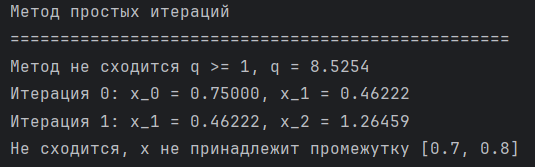 Метод простых итераций
==================================================
Метод не сходится q >= 1, q = 8.5254
Итерация 0: x_0 = 0.75000, x_1 = 0.46222
Итерация 1: x_1 = 0.46222, x_2 = 1.26459
Не сходится, x не принадлежит промежутку [0.7, 0.8]